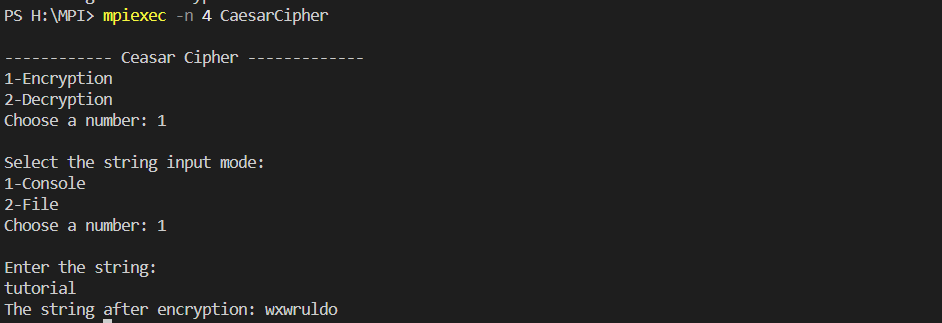 PS H:\MPI> mpiexec -n 4 CaesarCipher
------------ Ceasar Cipher -------------
1-Encryption
2-Decryption
Choose a number: 1
Select the string input mode:
1-Console
2-File
Choose a number: 1
Enter the string:
tutorial
The string after encryption: wxwruldo